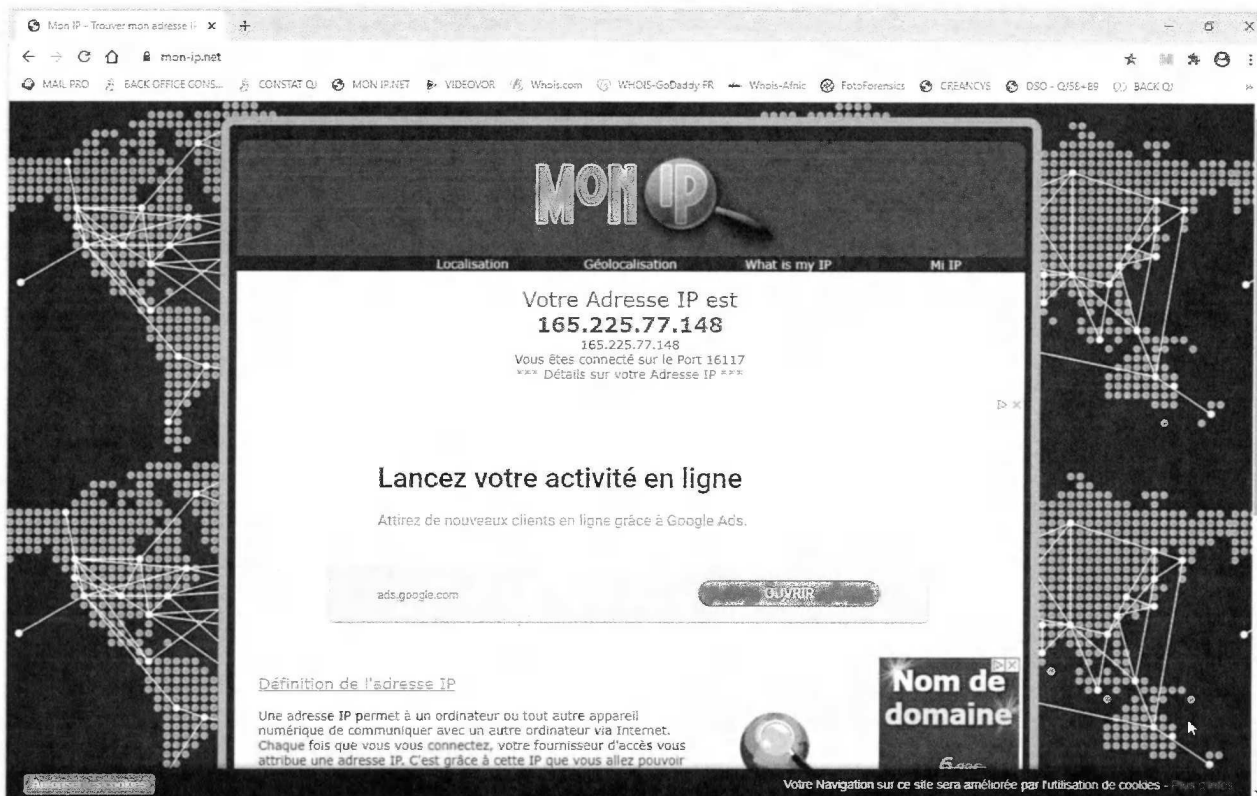 Mon IP - Trouver mon adresse I
mon-ip.net
MAIL PRO BACK OFFICE CONS... CONSTAT QJ MON IP.NET VIDEOVOR Whois.com WHOIS-GoDaddy FR Whois-Afnic FotoForensics CREANCYS DSO - QJ58+89 BACK QJ »
MON IP
Localisation Géolocalisation What is my IP Mi IP
Votre Adresse IP est
165.225.77.148
165.225.77.148
Vous êtes connecté sur le Port 16117
*** Détails sur votre Adresse IP ***
Lancez votre activité en ligne
Attirez de nouveaux clients en ligne grâce à Google Ads.
ads.google.com OUVRIR
Définition de l'adresse IP
Une adresse IP permet à un ordinateur ou tout autre appareil
numérique de communiquer avec un autre ordinateur via Internet.
Chaque fois que vous vous connectez, votre fournisseur d'accès vous
attribue une adresse IP. C'est grâce à cette IP que vous allez pouvoir
Nom de
domaine
Votre Navigation sur ce site sera améliorée par l'utilisation de cookies - Plus d'infos